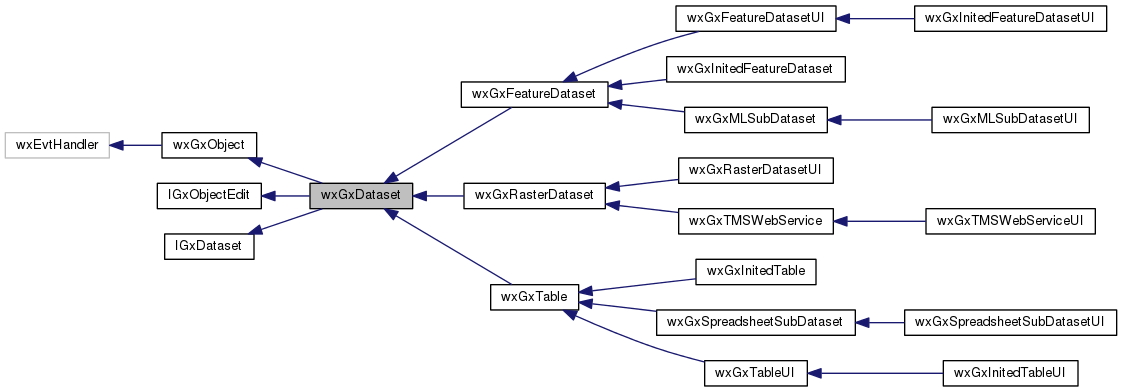 wxGxFeatureDatasetUI
wxGxInitedFeatureDatasetUI
wxGxInitedFeatureDataset
wxGxFeatureDataset
wxGxMLSubDataset
wxGxMLSubDatasetUI
wxEvtHandler
wxGxObject
wxGxRasterDatasetUI
IGxObjectEdit
wxGxDataset
wxGxRasterDataset
wxGxTMSWebService
wxGxTMSWebServiceUI
IGxDataset
wxGxInitedTable
wxGxTable
wxGxSpreadsheetSubDataset
wxGxSpreadsheetSubDatasetUI
wxGxTableUI
wxGxInitedTableUI